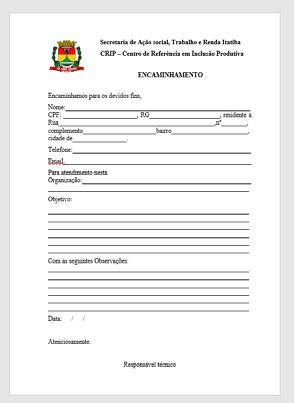 Secretaria de Ação social, Trabalho e Renda Itatiba
CRIP – Centro de Referência em Inclusão Produtiva
ENCAMINHAMENTO
Encaminhamos para os devidos fins,
Nome:
CPF: , RG , residente a
Rua ,nº ,
complemento bairro ,
cidade de .
Telefone:
Email
Para atendimento nesta
Organização:
Objetivo:
Com as seguintes Observações:
Data: / /
Atenciosamente.
Responsável técnico